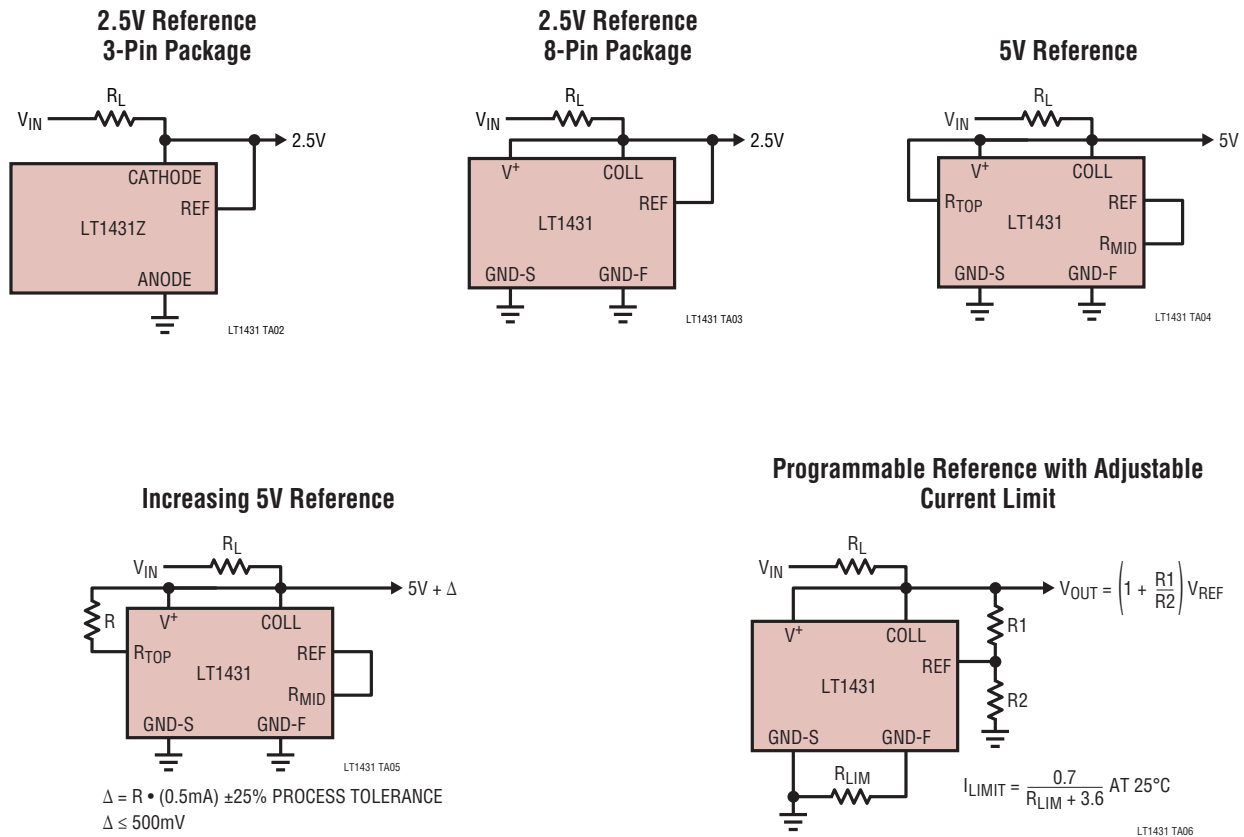 2.5V Reference
3-Pin Package
RL
VIN
2.5V
CATHODE
REF
LT1431Z
ANODE
LT1431 TA02
2.5V Reference
8-Pin Package
RL
VIN
2.5V
V+ COLL
REF
LT1431
GND-S GND-F
LT1431 TA03
5V Reference
RL
VIN
5V
V+ COLL
RTOP REF
LT1431
RMID
GND-S GND-F
LT1431 TA04
Increasing 5V Reference
RL
VIN
5V + Δ
R
V+ COLL
RTOP REF
LT1431
RMID
GND-S GND-F
LT1431 TA05
Δ = R • (0.5mA) ±25% PROCESS TOLERANCE
Δ ≤ 500mV
Programmable Reference with Adjustable
Current Limit
RL
VIN
VOUT = (1 + R1/R2) VREF
V+ COLL
R1
REF
LT1431
R2
GND-S GND-F
RLIM
ILIMIT = 0.7/(RLIM + 3.6) AT 25°C
LT1431 TA06